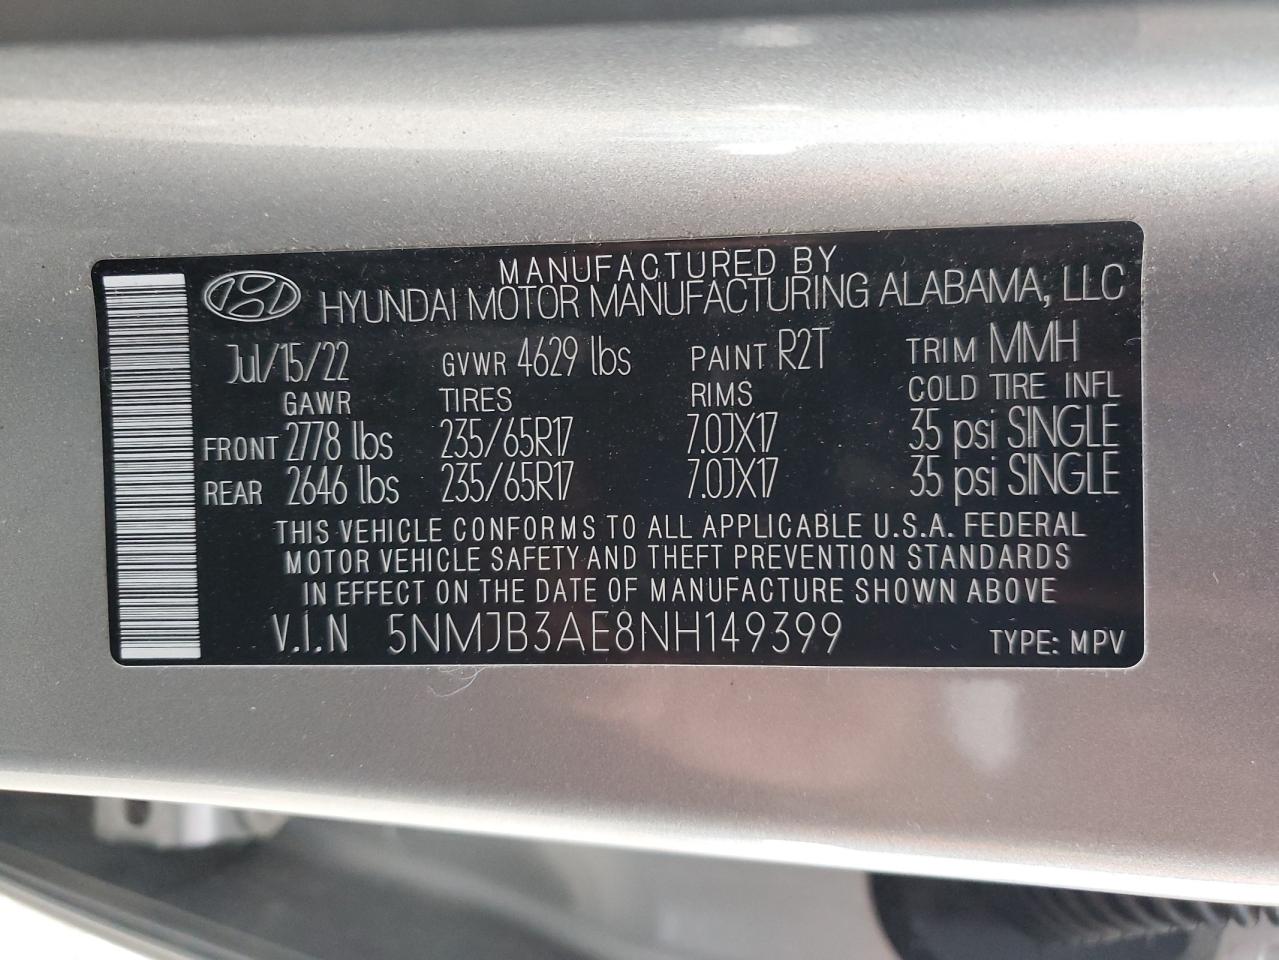 MANUFACTURED BY
HYUNDAI MOTOR MANUFACTURING ALABAMA, LLC
Jul/15/22 GVWR 4629 lbs PAINT R2T TRIM MMH
GAWR TIRES RIMS COLD TIRE INFL
FRONT 2778 lbs 235/65R17 7.0JX17 35 psi SINGLE
REAR 2646 lbs 235/65R17 7.0JX17 35 psi SINGLE
THIS VEHICLE CONFORMS TO ALL APPLICABLE U.S.A. FEDERAL
MOTOR VEHICLE SAFETY AND THEFT PREVENTION STANDARDS
IN EFFECT ON THE DATE OF MANUFACTURE SHOWN ABOVE
V.I.N 5NMJB3AE8NH149399 TYPE: MPV